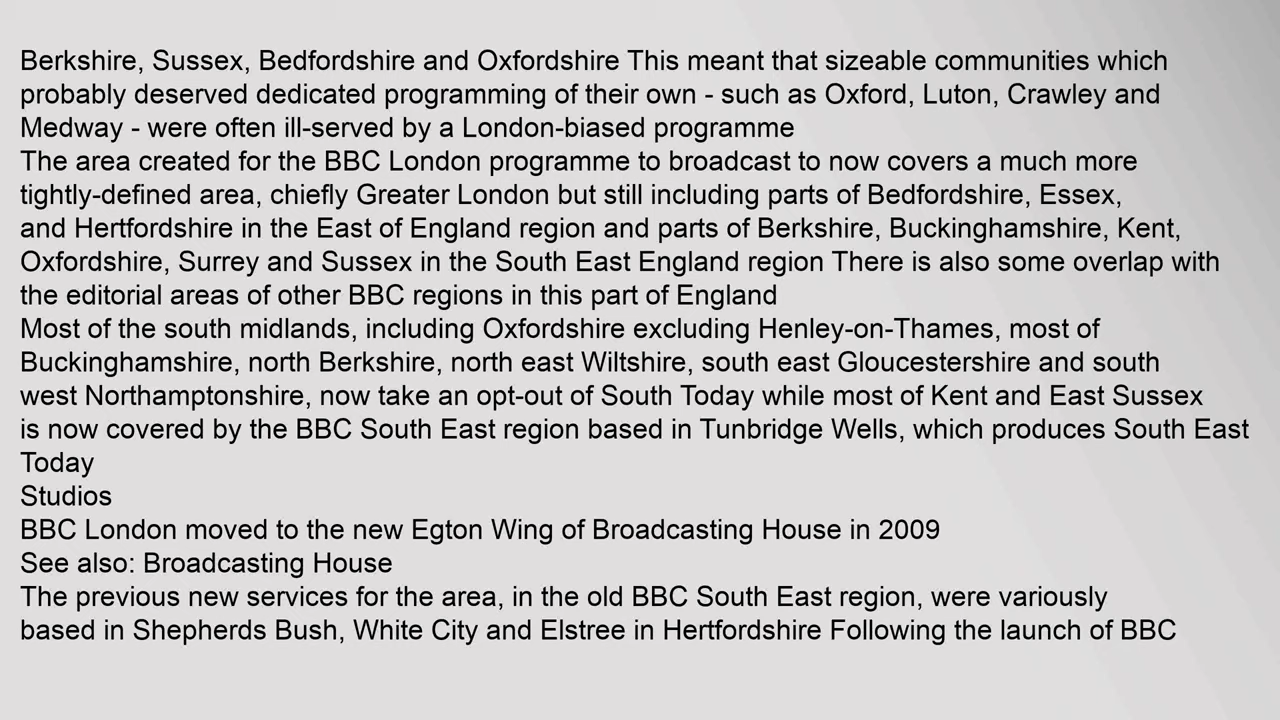 Berkshire, Sussex, Bedfordshire and Oxfordshire This meant that sizeable communities which
probably deserved dedicated programming of their own - such as Oxford, Luton, Crawley and
Medway - were often ill-served by a London-biased programme
The area created for the BBC London programme to broadcast to now covers a much more
tightly-defined area, chiefly Greater London but still including parts of Bedfordshire, Essex,
and Hertfordshire in the East of England region and parts of Berkshire, Buckinghamshire, Kent,
Oxfordshire, Surrey and Sussex in the South East England region There is also some overlap with
the editorial areas of other BBC regions in this part of England
Most of the south midlands, including Oxfordshire excluding Henley-on-Thames, most of
Buckinghamshire, north Berkshire, north east Wiltshire, south east Gloucestershire and south
west Northamptonshire, now take an opt-out of South Today while most of Kent and East Sussex
is now covered by the BBC South East region based in Tunbridge Wells, which produces South East
Today
Studios
BBC London moved to the new Egton Wing of Broadcasting House in 2009
See also: Broadcasting House
The previous new services for the area, in the old BBC South East region, were variously
based in Shepherds Bush, White City and Elstree in Hertfordshire Following the launch of BBC